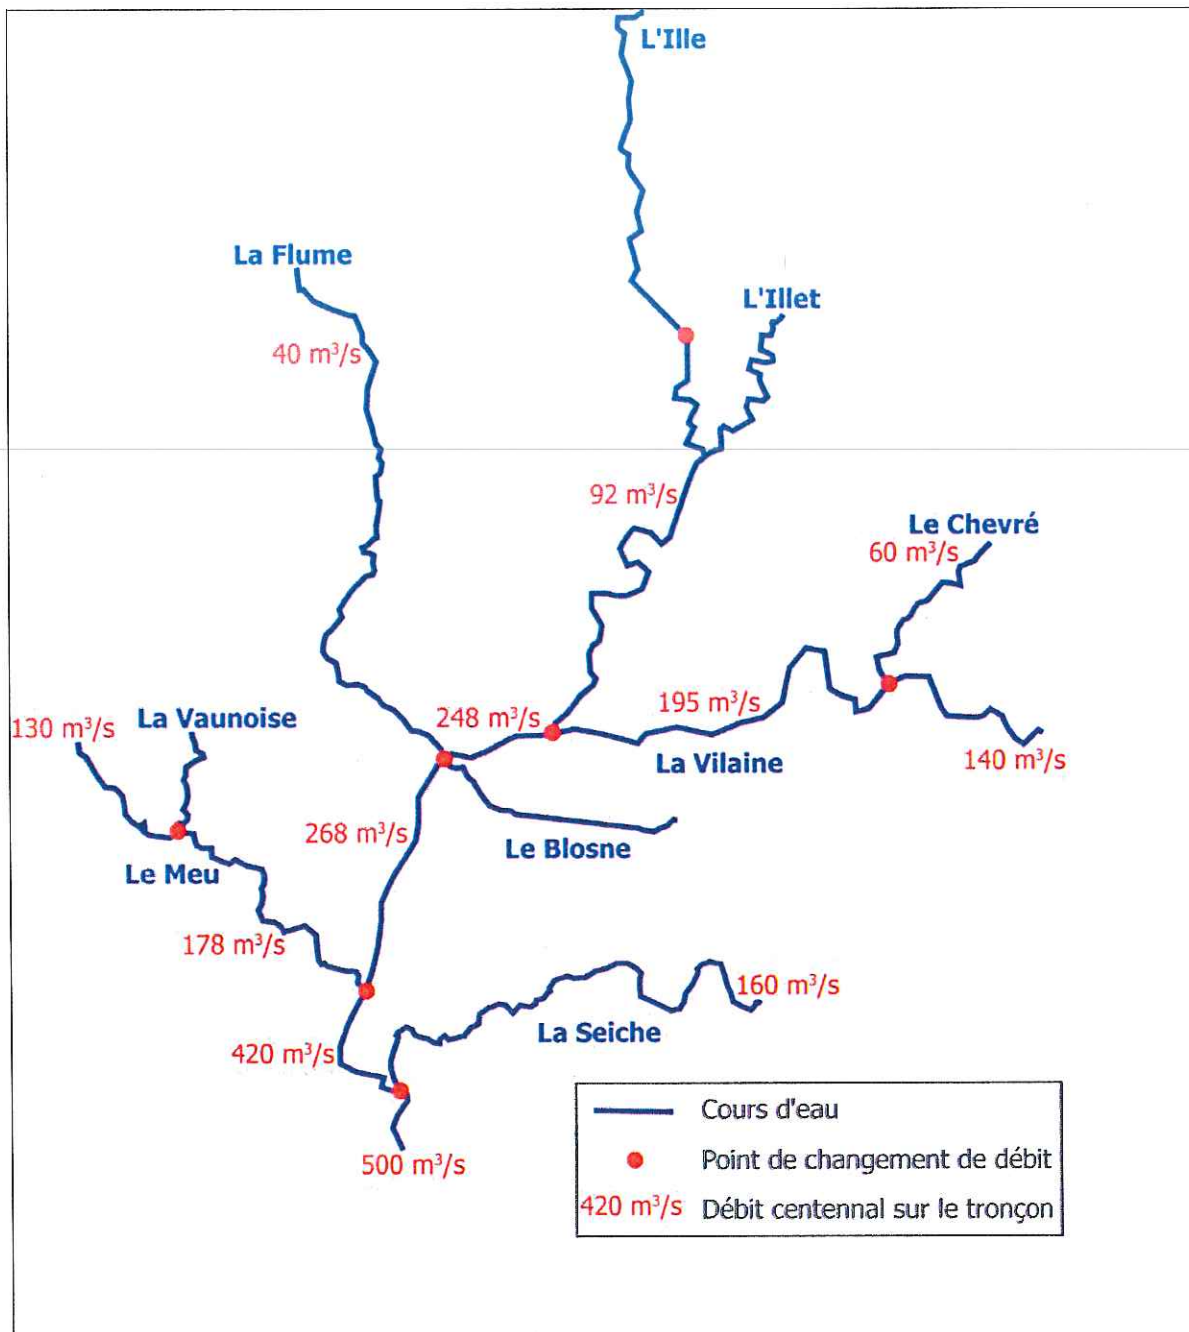 L'Ille
La Flume
L'Illet
40 m³/s
92 m³/s
Le Chevré
60 m³/s
195 m³/s
130 m³/s
La Vaunoise
248 m³/s
La Vilaine
140 m³/s
268 m³/s
Le Blosne
Le Meu
178 m³/s
160 m³/s
La Seiche
420 m³/s
500 m³/s
Cours d'eau
Point de changement de débit
420 m³/s Débit centennal sur le tronçon